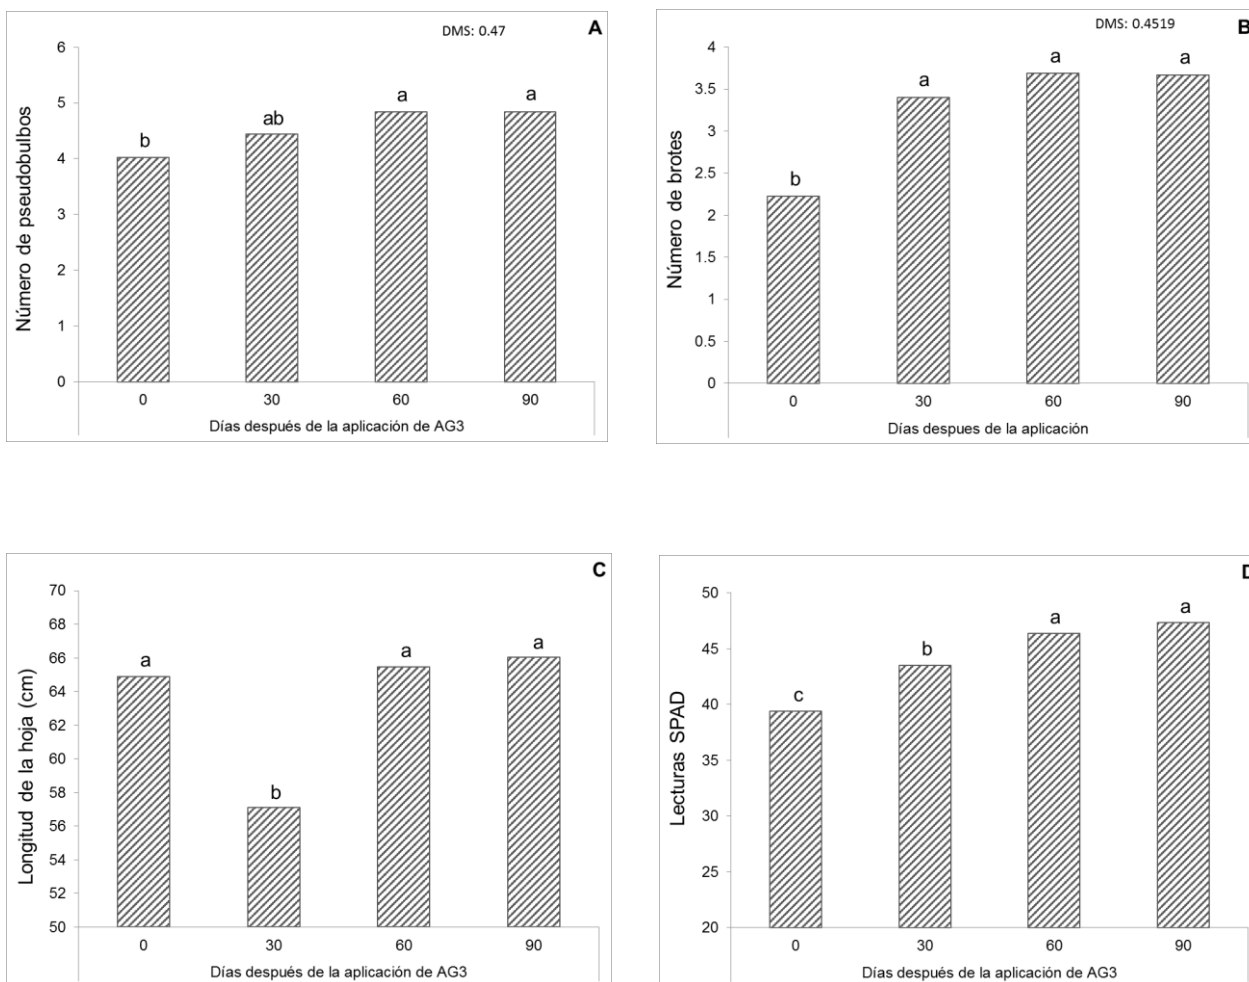 DMS: 0.47
A
Número de pseudobulbos
6
5
4
3
2
1
0
b
ab
a
a
0 30 60 90
Días después de la aplicación de AG3
DMS: 0.4519
B
Número de brotes
4
3.5
3
2.5
2
1.5
1
0.5
0
b
a
a
a
0 30 60 90
Días despues de la aplicación
C
Longitud de la hoja (cm)
70
68
66
64
62
60
58
56
54
52
50
a
b
a
a
0 30 60 90
Días después de la aplicación de AG3
D
Lecturas SPAD
50
45
40
35
30
25
20
c
b
a
a
0 30 60 90
Días después de la aplicación de AG3